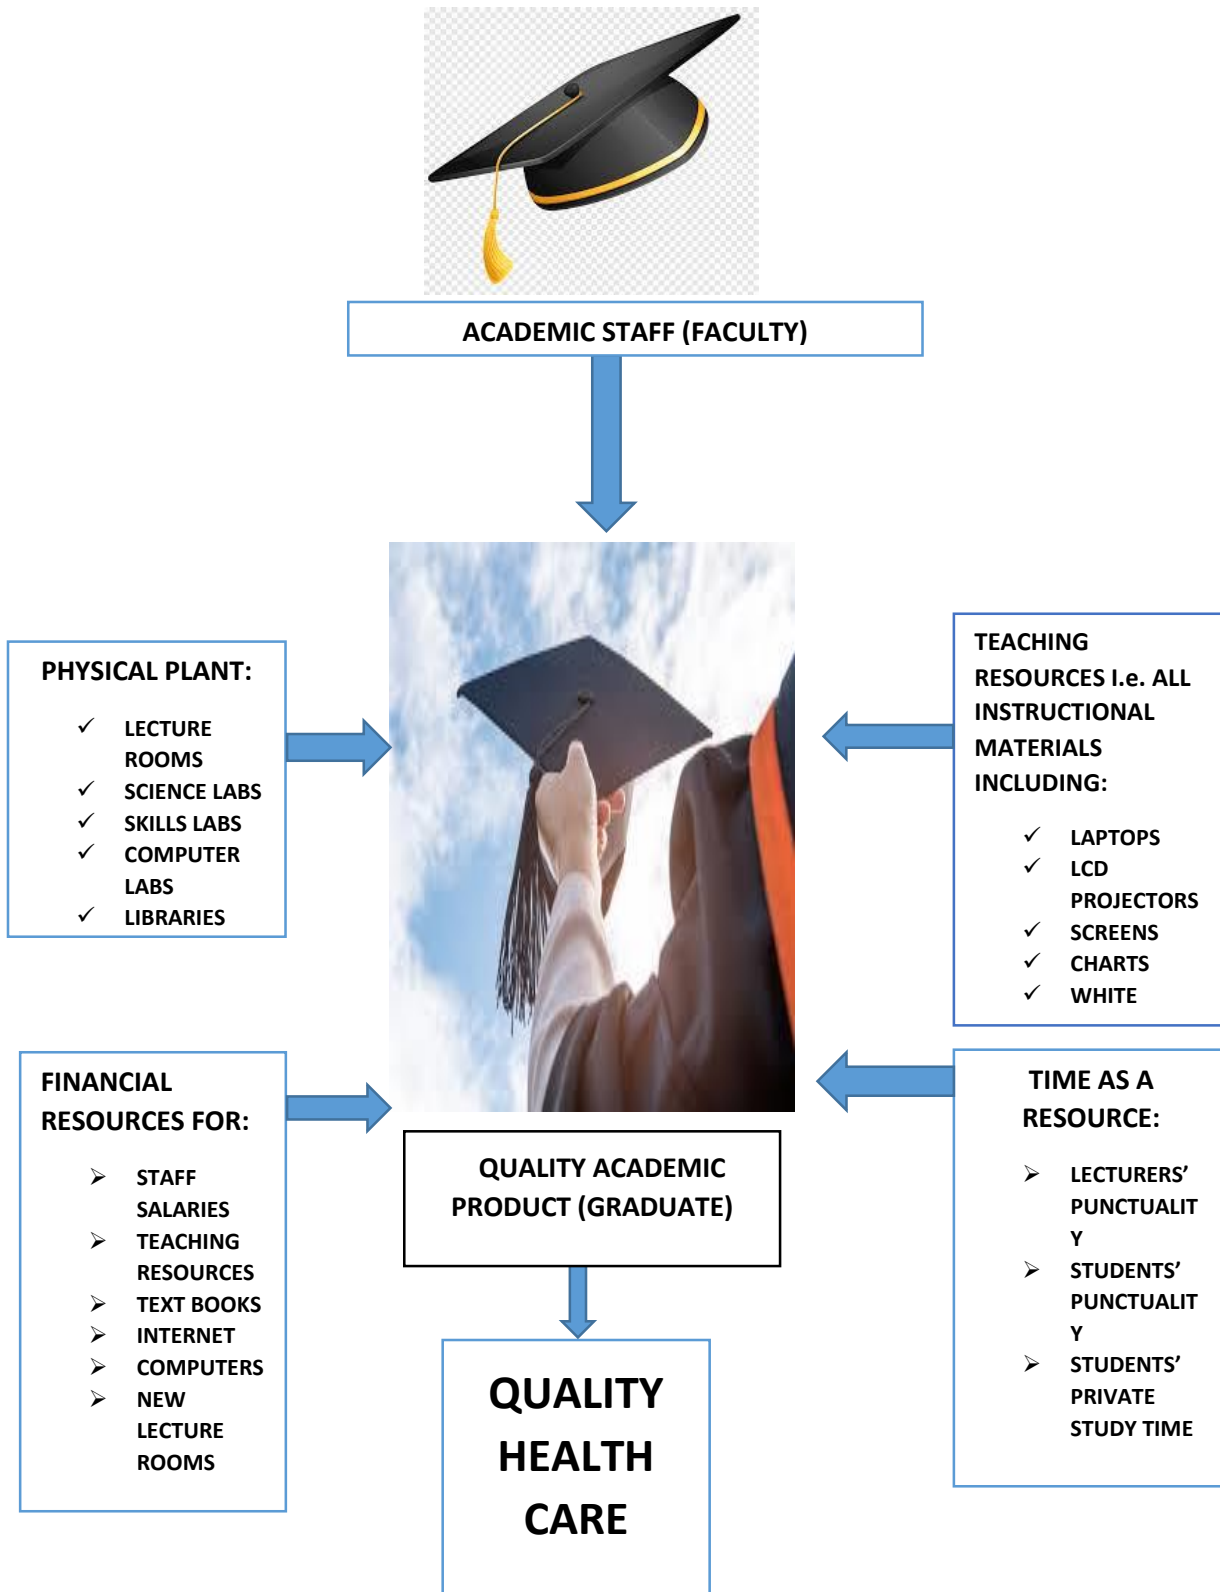 ACADEMIC STAFF (FACULTY)
PHYSICAL PLANT:
✓ LECTURE
ROOMS
✓ SCIENCE LABS
✓ SKILLS LABS
✓ COMPUTER
LABS
✓ LIBRARIES
TEACHING
RESOURCES I.e. ALL
INSTRUCTIONAL
MATERIALS
INCLUDING:
✓ LAPTOPS
✓ LCD
PROJECTORS
✓ SCREENS
✓ CHARTS
✓ WHITE
FINANCIAL
RESOURCES FOR:
➢ STAFF
SALARIES
➢ TEACHING
RESOURCES
➢ TEXT BOOKS
➢ INTERNET
➢ COMPUTERS
➢ NEW
LECTURE
ROOMS
TIME AS A
RESOURCE:
➢ LECTURERS’
PUNCTUALIT
Y
➢ STUDENTS’
PUNCTUALIT
Y
➢ STUDENTS’
PRIVATE
STUDY TIME
QUALITY ACADEMIC
PRODUCT (GRADUATE)
QUALITY
HEALTH
CARE